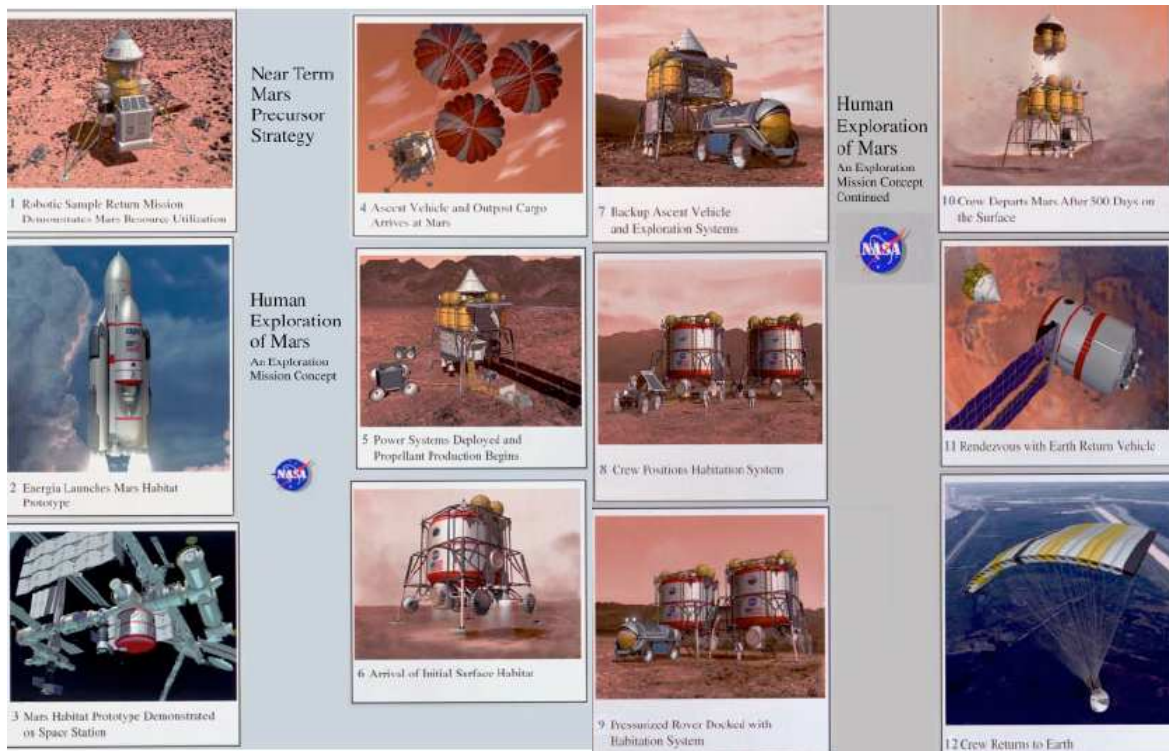 Near Term
Mars
Precursor
Strategy
1 Robotic Sample Return Mission
Demonstrates Mars Resource Utilization
2 Energia Launches Mars Habitat
Prototype
3 Mars Habitat Prototype Demonstrated
on Space Station
Human
Exploration
of Mars
An Exploration
Mission Concept
NASA
4 Ascent Vehicle and Outpost Cargo
Arrives at Mars
5 Power Systems Deployed and
Propellant Production Begins
6 Arrival of Initial Surface Habitat
7 Backup Ascent Vehicle
and Exploration Systems
8 Crew Positions Habitation System
9 Pressurized Rover Docked with
Habitation System
Human
Exploration
of Mars
An Exploration
Mission Concept
Continued
NASA
10 Crew Departs Mars After 500 Days on
the Surface
11 Rendezvous with Earth Return Vehicle
12 Crew Returns to Earth